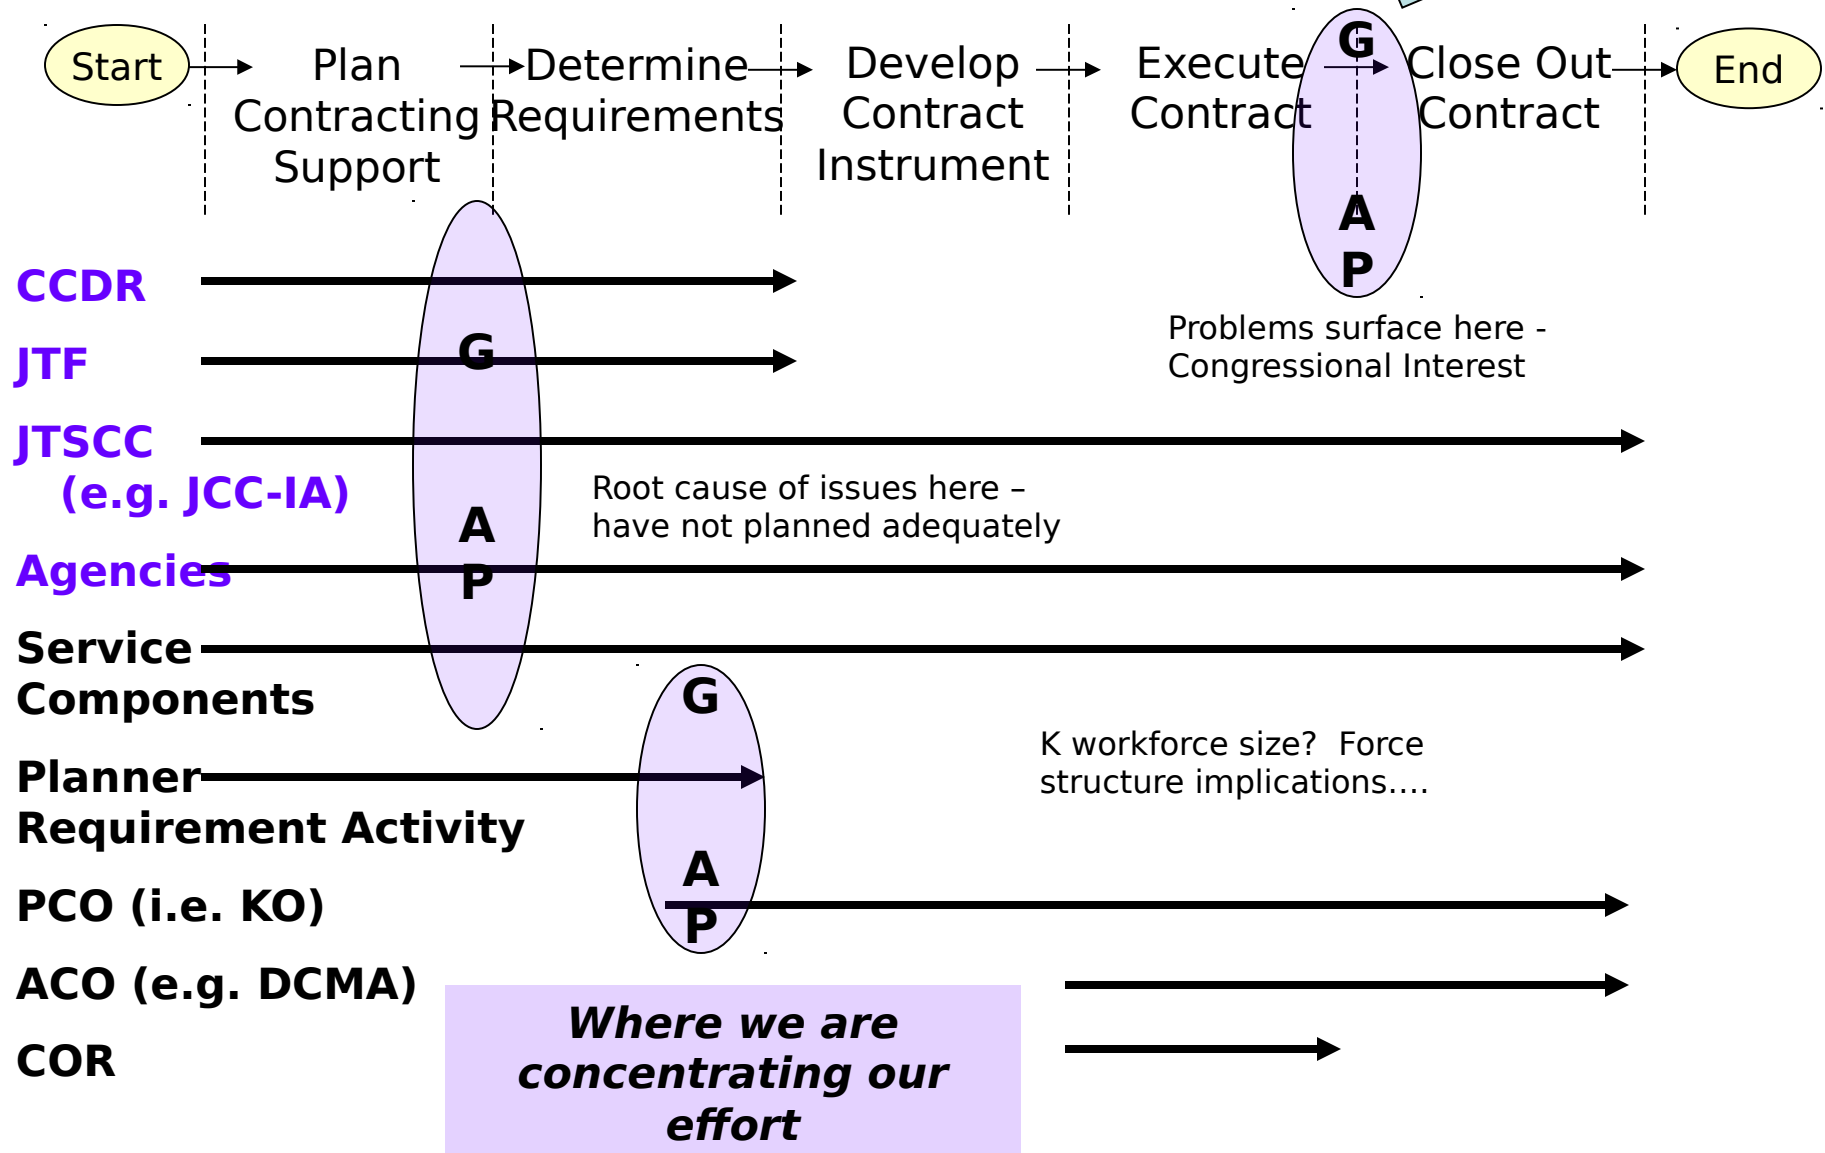 Start
Plan
Contracting
Support
Determine
Requirements
Develop
Contract
Instrument
Execute
Contract
G
A
P
Close Out
Contract
End
CCDR
JTF
JTSCC
(e.g. JCC-IA)
Agencies
Service
Components
Planner
Requirement Activity
PCO (i.e. KO)
ACO (e.g. DCMA)
COR
G
A
P
Problems surface here -
Congressional Interest
Root cause of issues here –
have not planned adequately
G
A
P
K workforce size?  Force
structure implications….
Where we are
concentrating our
effort